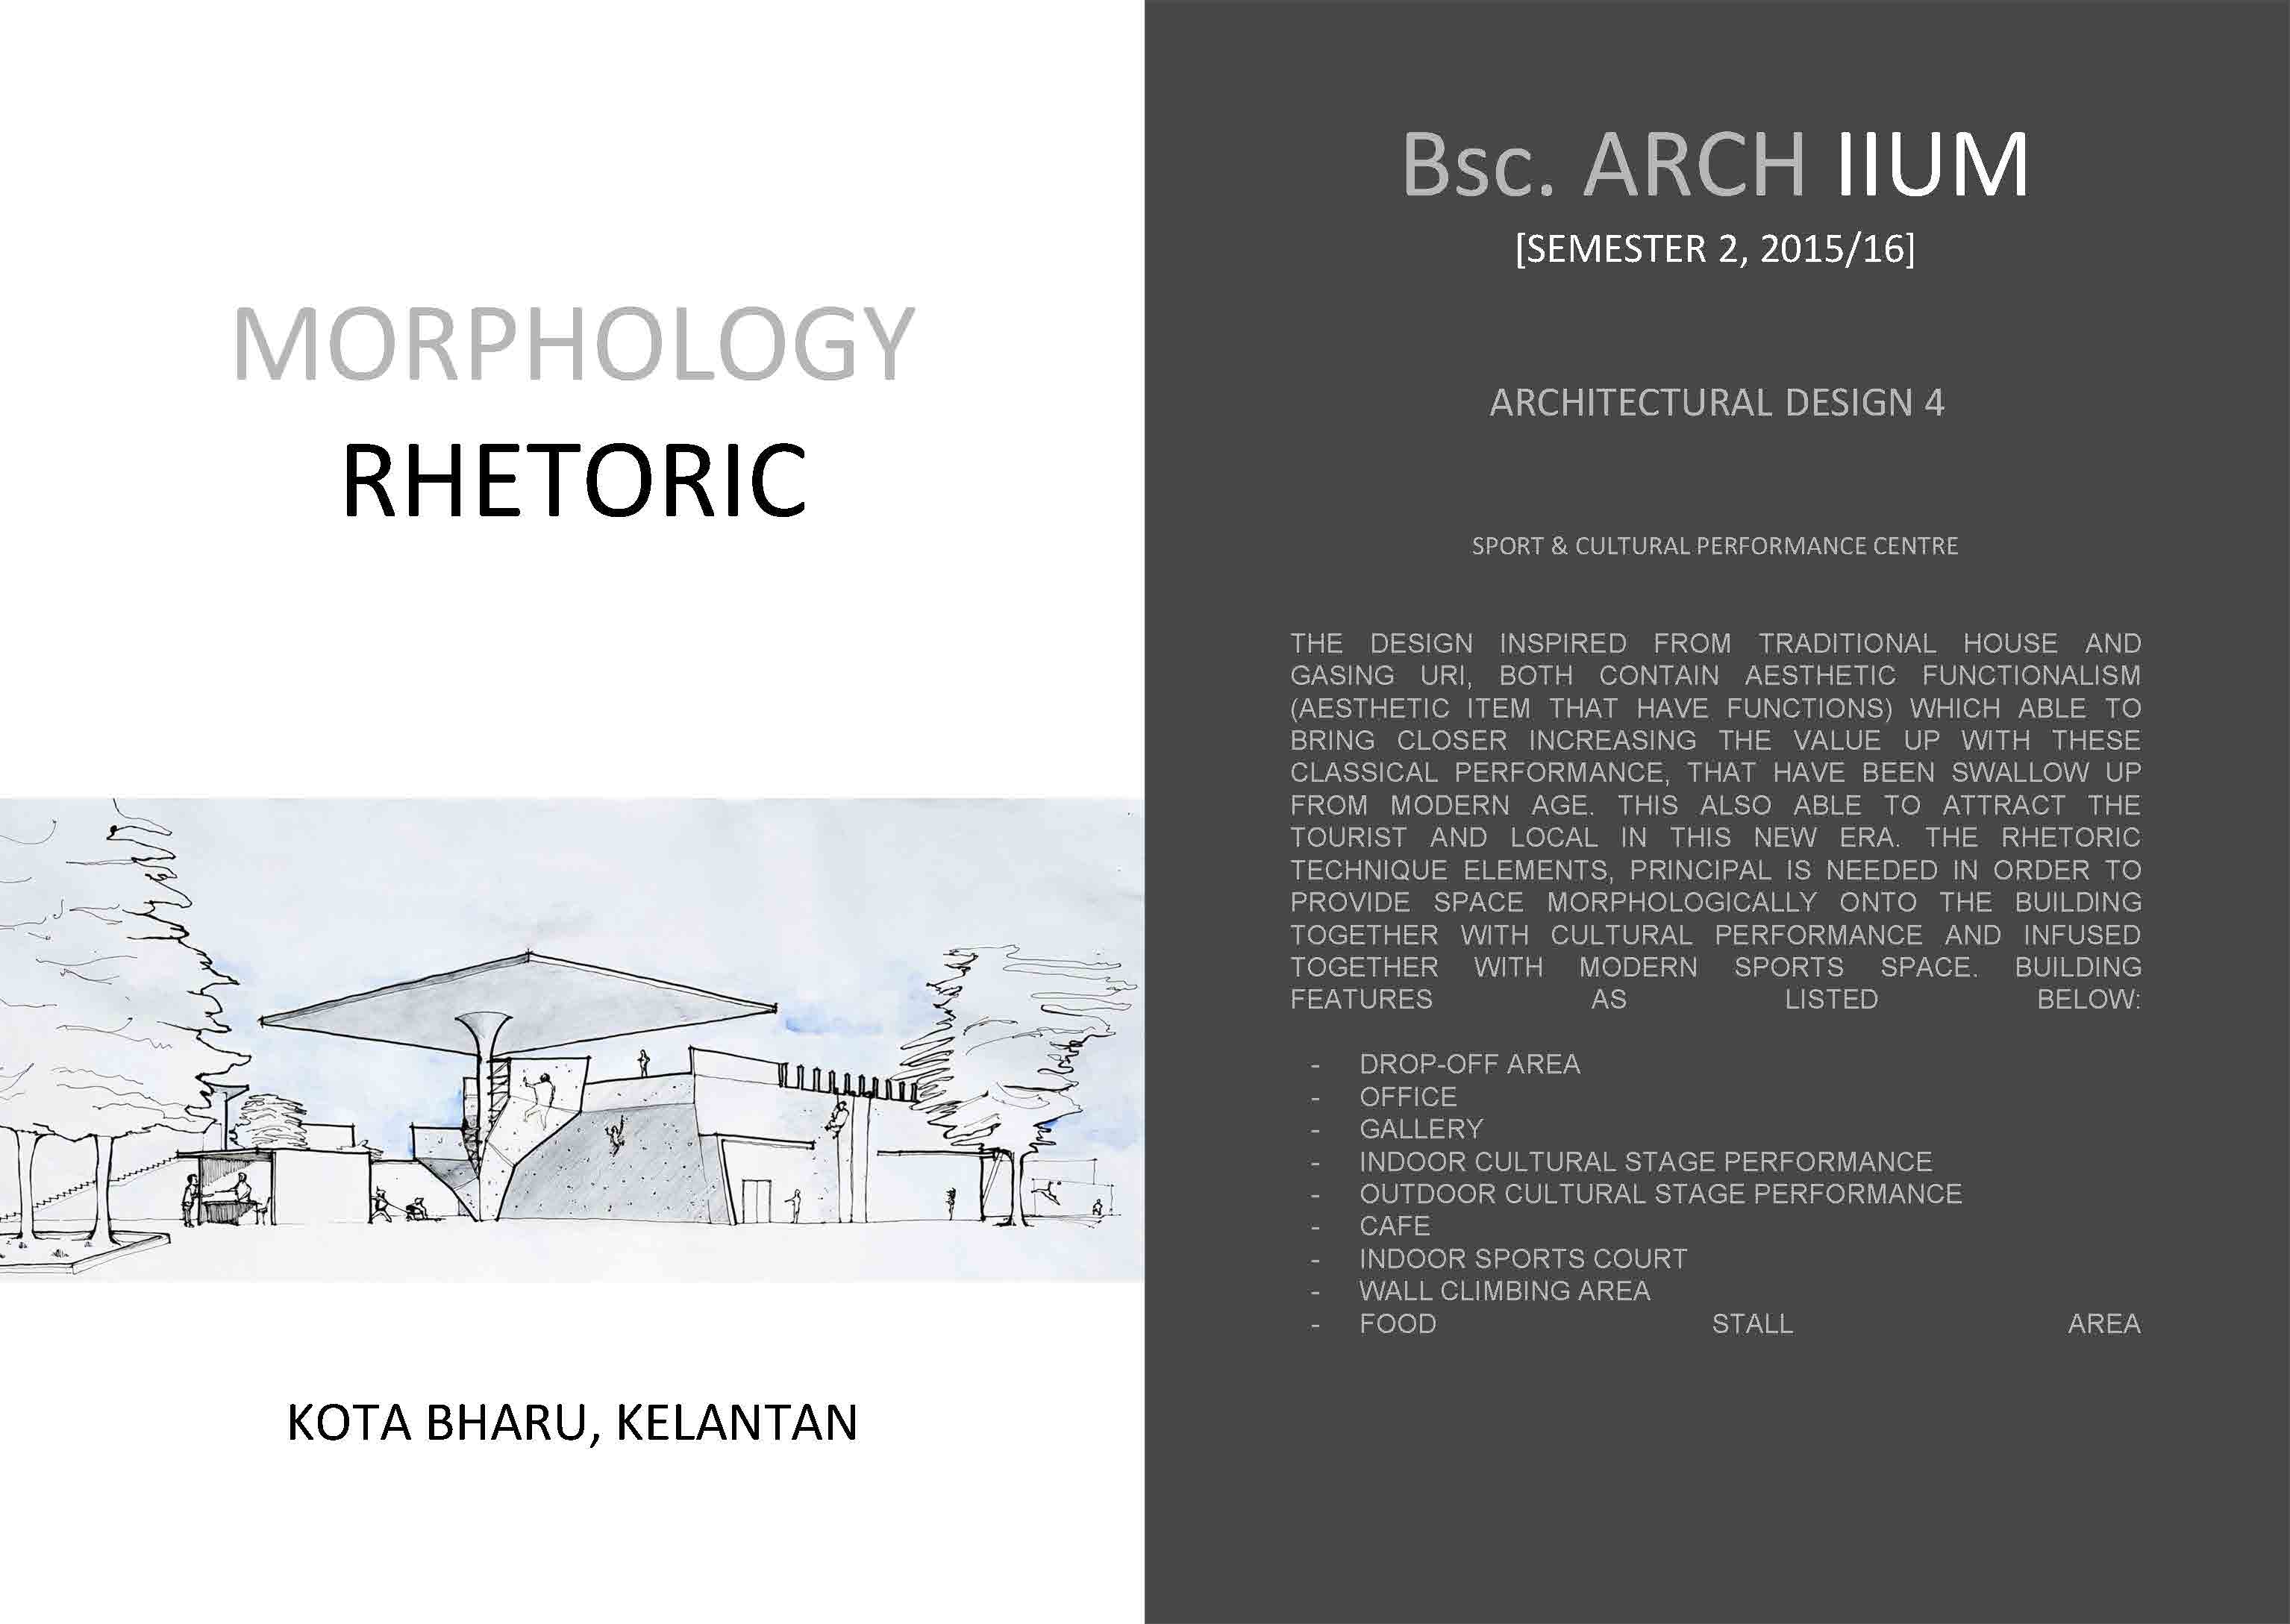 MORPHOLOGY
RHETORIC
KOTA BHARU, KELANTAN
Bsc. ARCH IIUM
[SEMESTER 2, 2015/16]
ARCHITECTURAL DESIGN 4
SPORT & CULTURAL PERFORMANCE CENTRE
THE DESIGN INSPIRED FROM TRADITIONAL HOUSE AND
GASING URI, BOTH CONTAIN AESTHETIC FUNCTIONALISM
(AESTHETIC ITEM THAT HAVE FUNCTIONS) WHICH ABLE TO
BRING CLOSER INCREASING THE VALUE UP WITH THESE
CLASSICAL PERFORMANCE, THAT HAVE BEEN SWALLOW UP
FROM MODERN AGE. THIS ALSO ABLE TO ATTRACT THE
TOURIST AND LOCAL IN THIS NEW ERA. THE RHETORIC
TECHNIQUE ELEMENTS, PRINCIPAL IS NEEDED IN ORDER TO
PROVIDE SPACE MORPHOLOGICALLY ONTO THE BUILDING
TOGETHER WITH CULTURAL PERFORMANCE AND INFUSED
TOGETHER WITH MODERN SPORTS SPACE. BUILDING
FEATURES AS LISTED BELOW:
- DROP-OFF AREA
- OFFICE
- GALLERY
- INDOOR CULTURAL STAGE PERFORMANCE
- OUTDOOR CULTURAL STAGE PERFORMANCE
- CAFE
- INDOOR SPORTS COURT
- WALL CLIMBING AREA
- FOOD STALL AREA